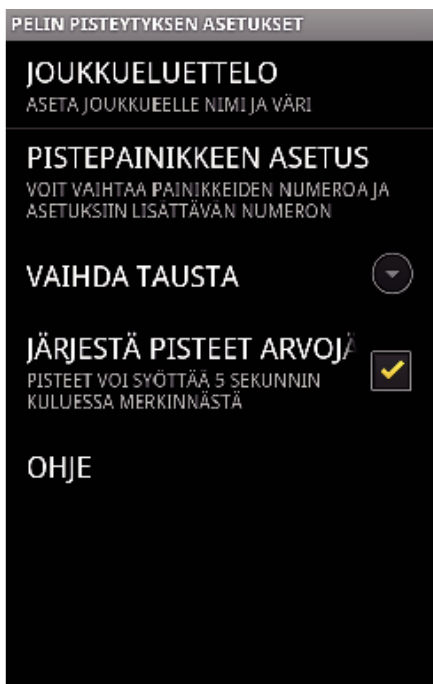 PELIN PISTEYTYKSEN ASETUKSET
JOUKKUELUETTELO
ASETA JOUKKUEELLE NIMI JA VÄRI
PISTEPAINIKKEEN ASETUS
VOIT VAIHTAA PAINIKKEIDEN NUMEROA JA
ASETUKSIIN LISÄTTÄVÄN NUMERON
VAIHDA TAUSTA
JÄRJESTÄ PISTEET ARVOJÄ
PISTEET VOI SYÖTTÄÄ 5 SEKUNNIN
KULUESSA MERKINNÄSTÄ
OHJE